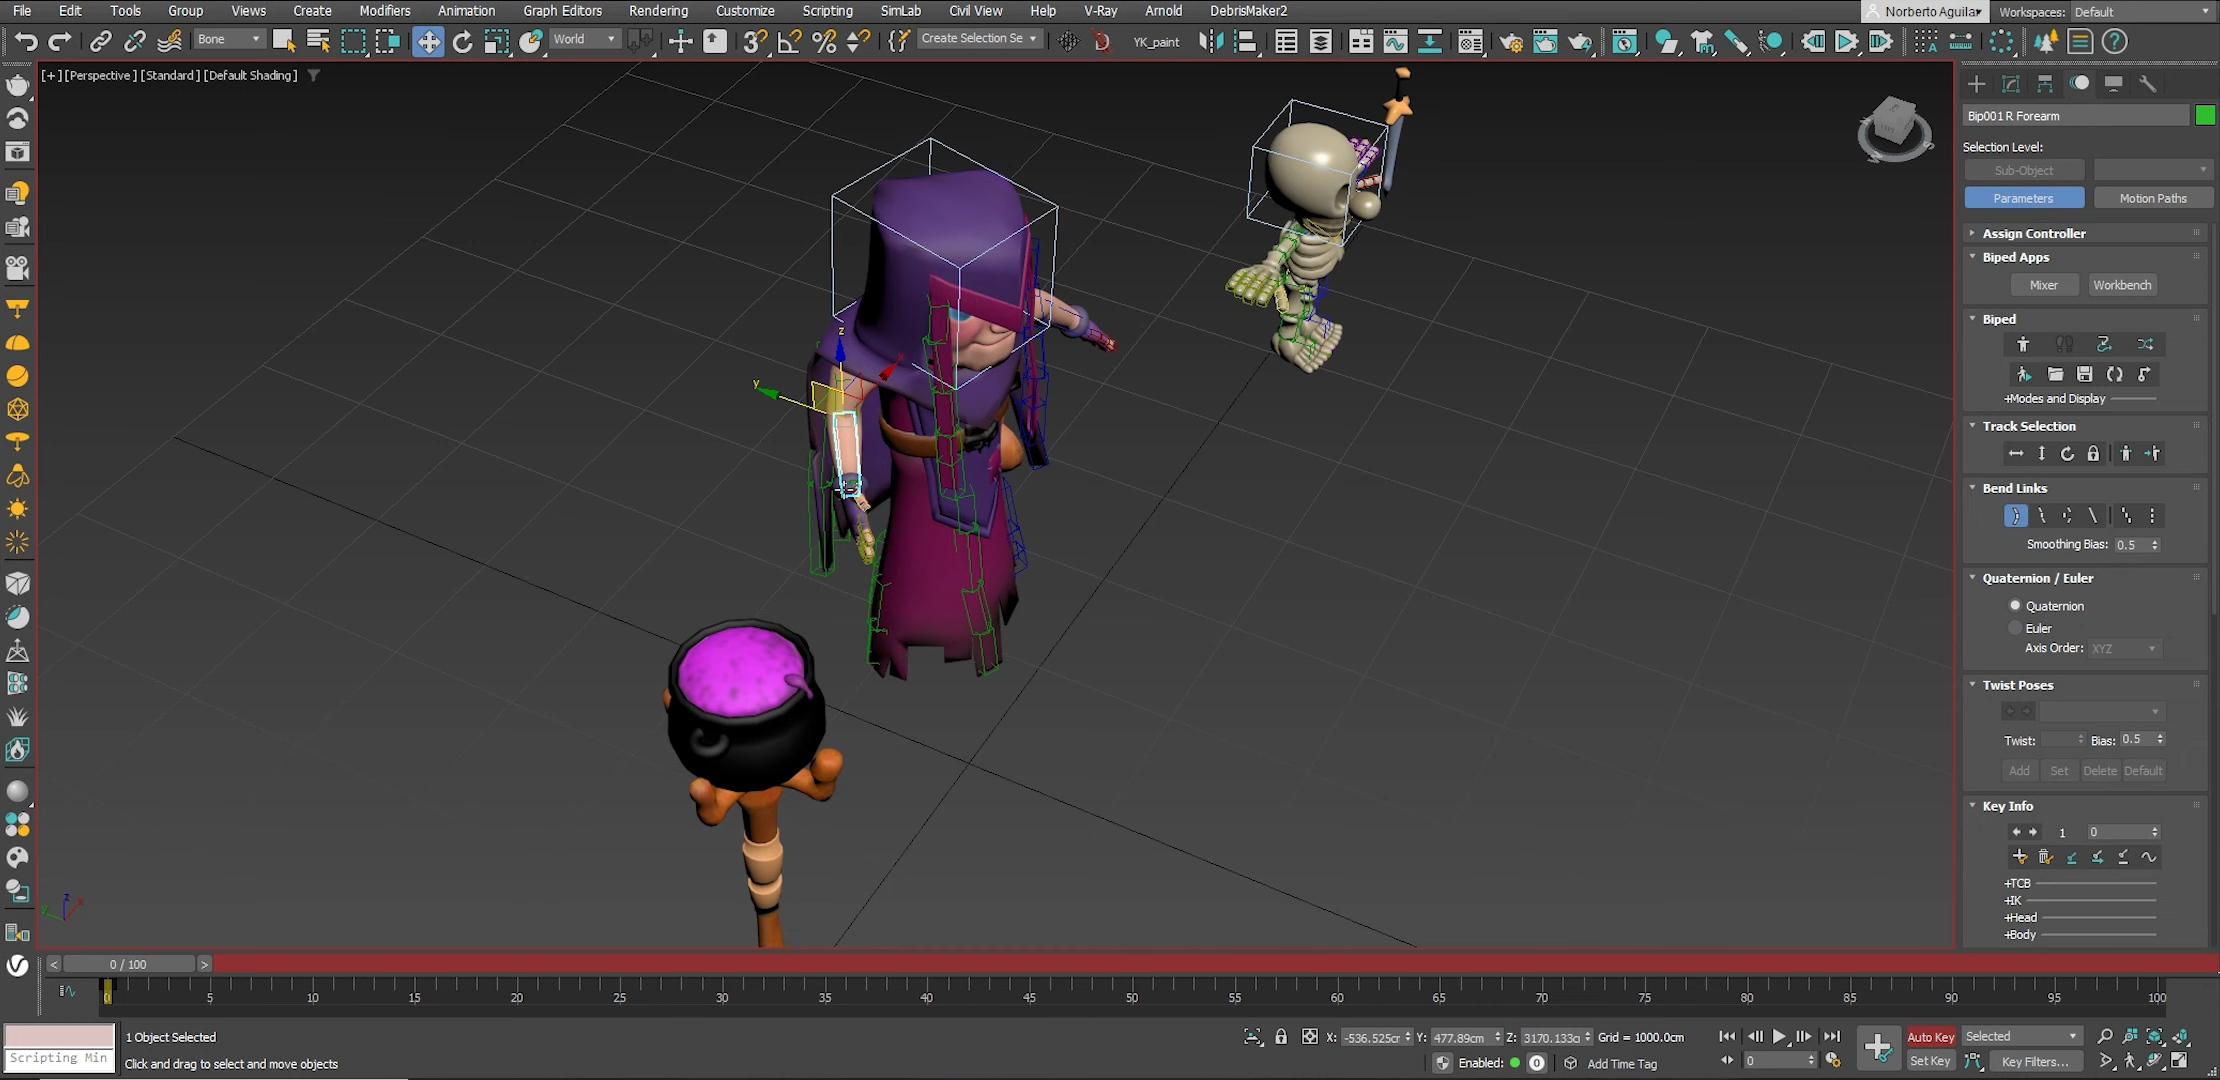 File Edit Tools Group Views Create Modifiers Animation Graph Editors Rendering Customize Scripting SimLab Civil View Help V-Ray Arnold DebrisMaker2
Norberto Aguila Workspaces: Default
Bone World Create Selection Se YK_paint
[+] [Perspective] [Standard] [Default Shading]
Bip001 R Forearm
Selection Level:
Sub-Object
Parameters Motion Paths
Assign Controller
Biped Apps
Mixer Workbench
Biped
+Modes and Display
Track Selection
Bend Links
Smoothing Bias: 0.5
Quaternion / Euler
Quaternion
Euler
Axis Order: XYZ
Twist Poses
Twist: Bias: 0.5
Add Set Delete Default
Key Info
1 0
+TCB
+IK
+Head
+Body
z
x
y
z
x
y
< 0 / 100 >
0 5 10 15 20 25 30 35 40 45 50 55 60 65 70 75 80 85 90 95 100
1 Object Selected X: -536.525cr Y: 477.89cm Z: 3170.133cr Grid = 1000.0cm Auto Key Selected
Scripting Min Click and drag to select and move objects Enabled: 0 Add Time Tag 0 Set Key Key Filters...